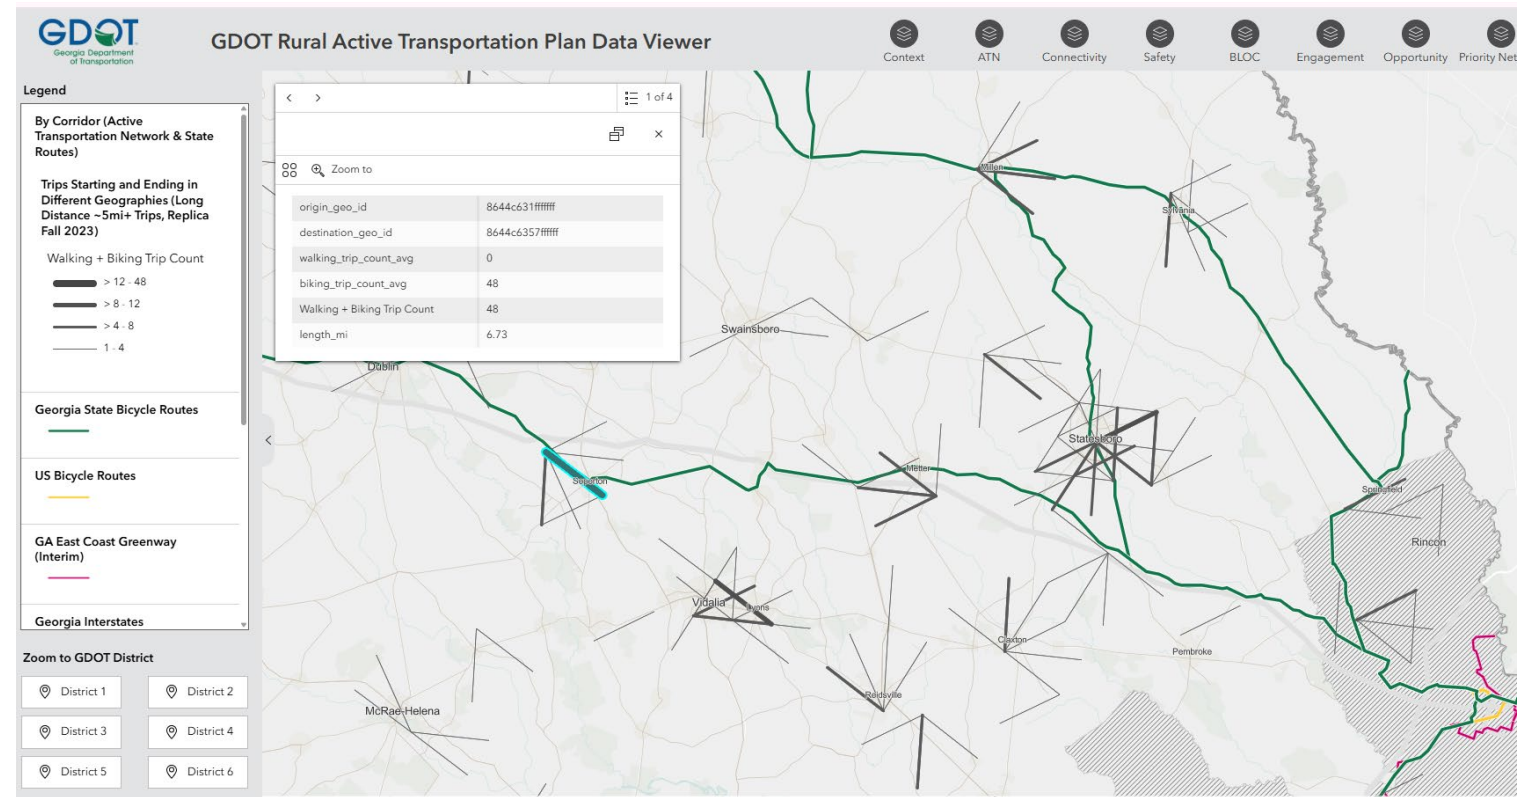 GDOT
Georgia Department
of Transportation
GDOT Rural Active Transportation Plan Data Viewer
Context
ATN
Connectivity
Safety
BLOC
Engagement
Opportunity
Priority Net
Legend
By Corridor (Active
Transportation Network & State
Routes)
Trips Starting and Ending in
Different Geographies (Long
Distance ~5mi+ Trips, Replica
Fall 2023)
Walking + Biking Trip Count
> 12 - 48
> 8 - 12
> 4 - 8
1 - 4
Georgia State Bicycle Routes
US Bicycle Routes
GA East Coast Greenway
(Interim)
Georgia Interstates
Zoom to GDOT District
District 1
District 2
District 3
District 4
District 5
District 6
1 of 4
Zoom to
origin_geo_id 8644c631fffffff
destination_geo_id 8644c6357ffffff
walking_trip_count_avg 0
biking_trip_count_avg 48
Walking + Biking Trip Count 48
length_mi 6.73
Millen
Sylvania
Swainsboro
Dublin
Statesboro
Metter
Soperton
Springfield
Rincon
Vidalia
Lyons
Claxton
Pembroke
Reidsville
McRae-Helena